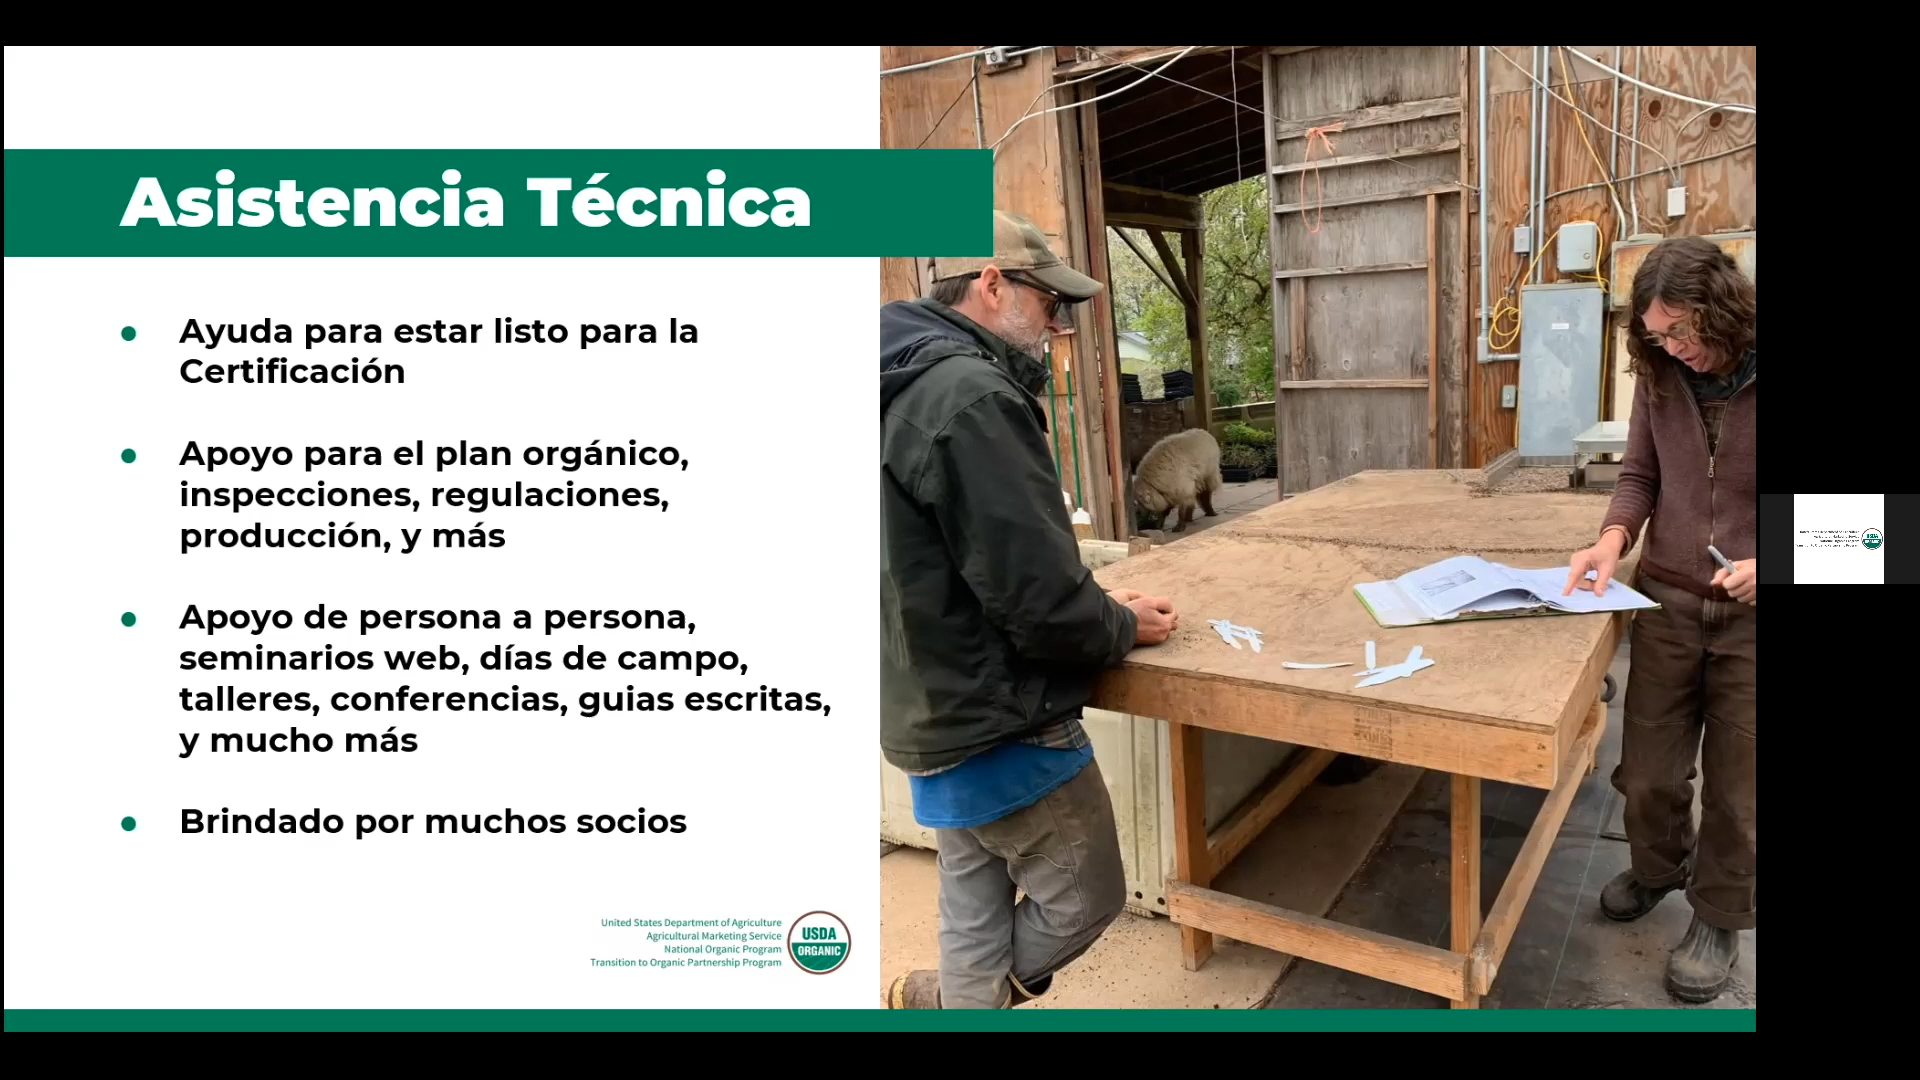 Asistencia Técnica
Ayuda para estar listo para la
Certificación
Apoyo para el plan orgánico,
inspecciones, regulaciones,
producción, y más
Apoyo de persona a persona,
seminarios web, días de campo,
talleres, conferencias, guias escritas,
y mucho más
Brindado por muchos socios
United States Department of Agriculture
Agricultural Marketing Service
National Organic Program
Transition to Organic Partnership Program
USDA
ORGANIC